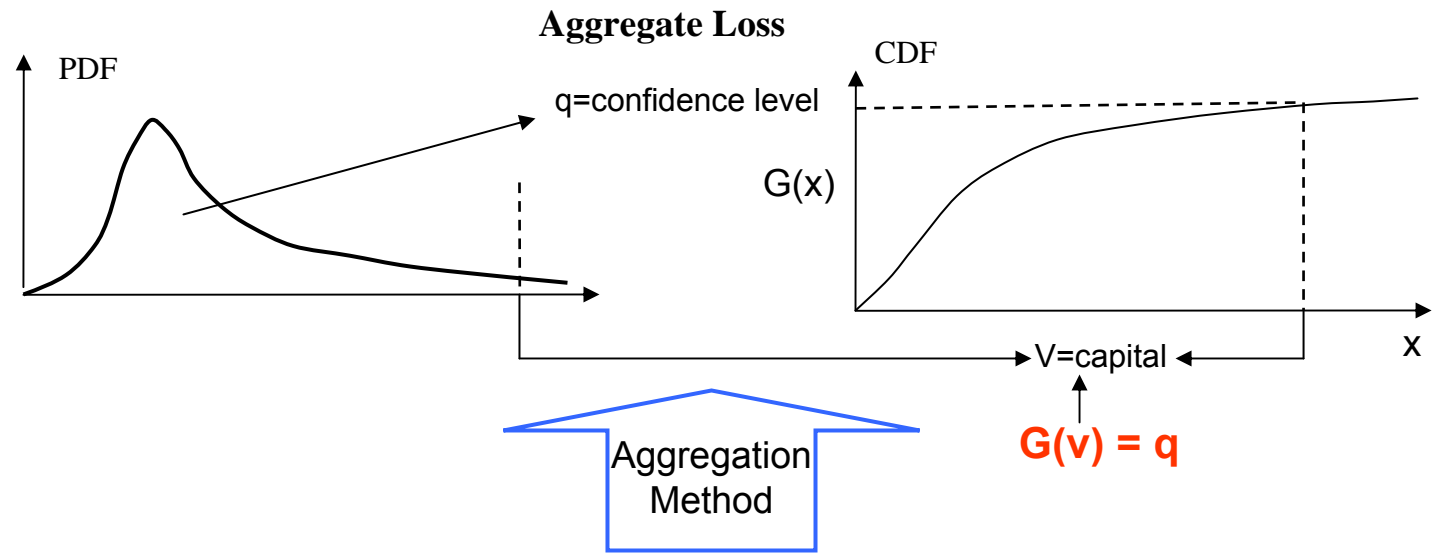 Aggregate Loss
PDF
q=confidence level
CDF
G(x)
x
V=capital
G(v) = q
Aggregation
Method